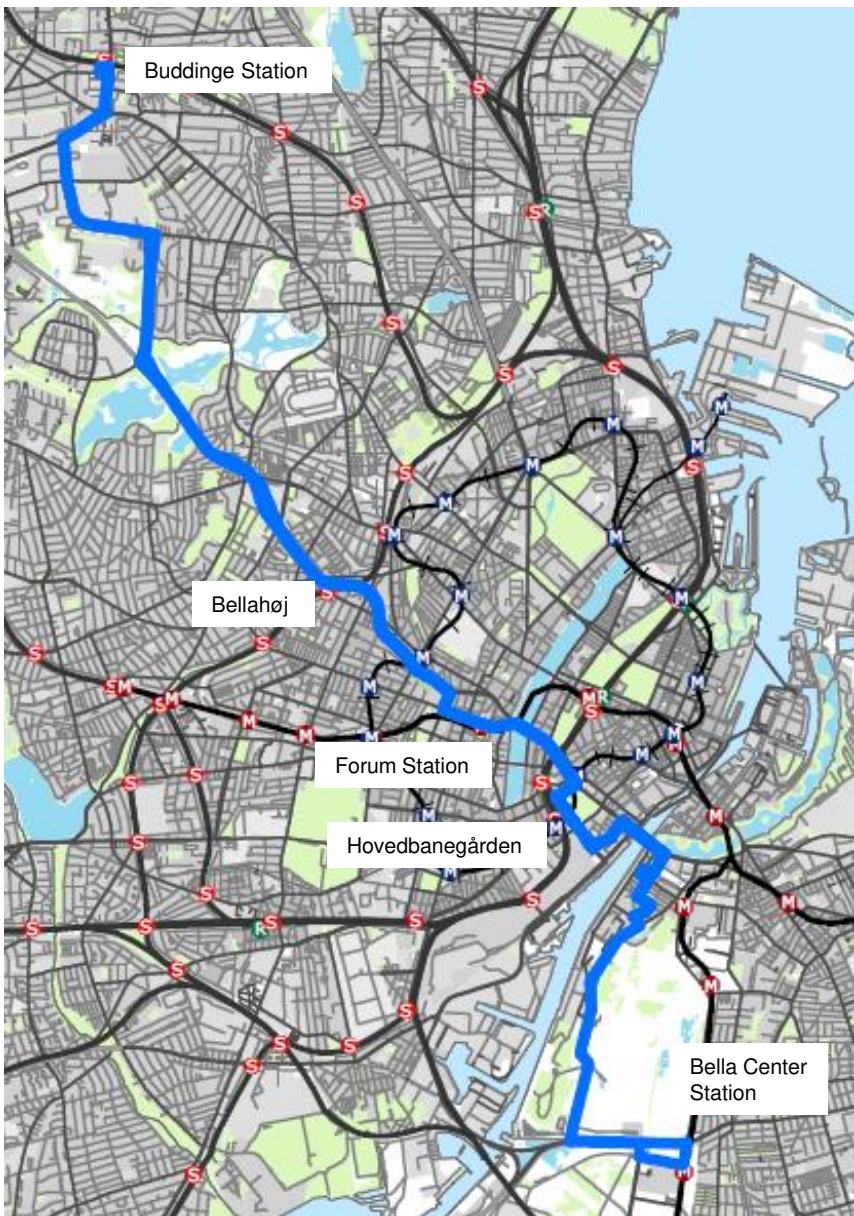 Buddinge Station
Bellahøj
Forum Station
Hovedbanegården
Bella Center
Station